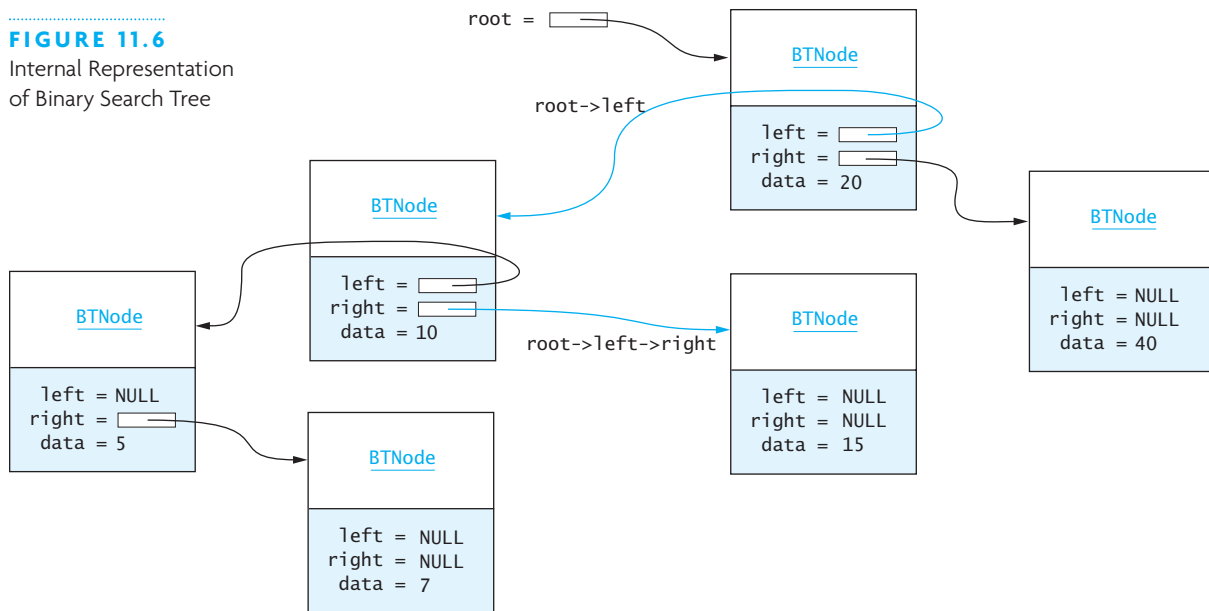 FIGURE 11.6
Internal Representation
of Binary Search Tree
root =
BTNode
left =
right =
data = 20
root->left
BTNode
left =
right =
data = 10
BTNode
left = NULL
right = NULL
data = 40
BTNode
left = NULL
right =
data = 5
root->left->right
BTNode
left = NULL
right = NULL
data = 15
BTNode
left = NULL
right = NULL
data = 7